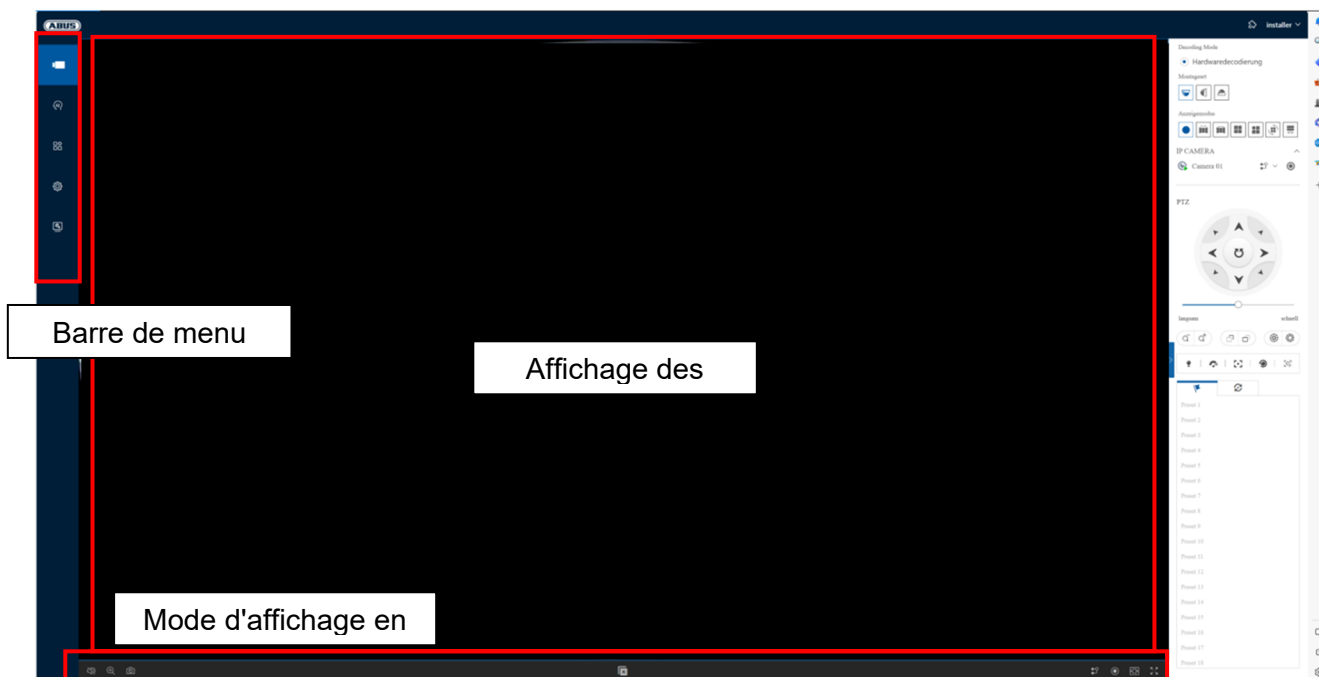 ABUS
installer
Decoding Mode
Hardwaredecodierung
Montageart
Anzeigemodus
IP CAMERA
Camera 01
PTZ
langsam schnell
Barre de menu
Affichage des
Mode d'affichage en
Preset 1
Preset 2
Preset 3
Preset 4
Preset 5
Preset 6
Preset 7
Preset 8
Preset 9
Preset 10
Preset 11
Preset 12
Preset 13
Preset 14
Preset 15
Preset 16
Preset 17
Preset 18